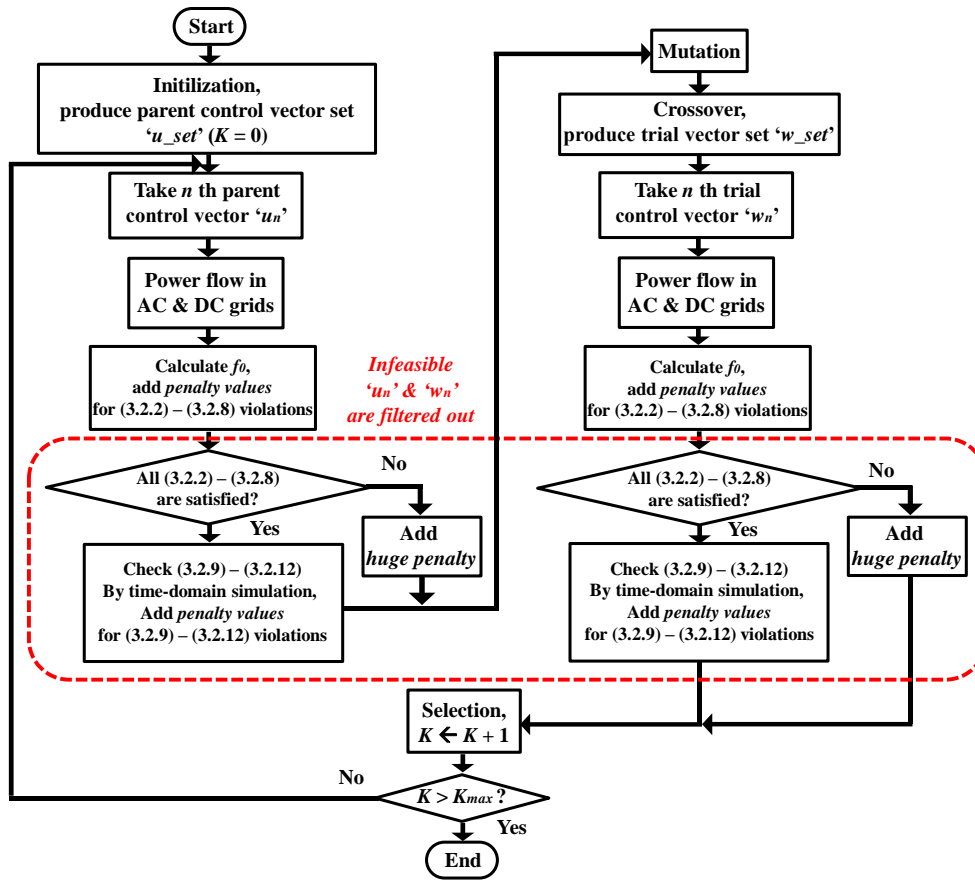 Start
Initilization,
produce parent control vector set
‘u_set’ (K = 0)
Take n th parent
control vector ‘un’
Power flow in
AC & DC grids
Calculate f0,
add penalty values
for (3.2.2) – (3.2.8) violations
All (3.2.2) – (3.2.8)
are satisfied?
No
Yes
Add
huge penalty
Check (3.2.9) – (3.2.12)
By time-domain simulation,
Add penalty values
for (3.2.9) – (3.2.12) violations
Infeasible
‘un’ & ‘wn’
are filtered out
Mutation
Crossover,
produce trial vector set ‘w_set’
Take n th trial
control vector ‘wn’
Power flow in
AC & DC grids
Calculate f0,
add penalty values
for (3.2.2) – (3.2.8) violations
All (3.2.2) – (3.2.8)
are satisfied?
No
Yes
Add
huge penalty
Check (3.2.9) – (3.2.12)
By time-domain simulation,
Add penalty values
for (3.2.9) – (3.2.12) violations
Selection,
K ← K + 1
No
K > Kmax ?
Yes
End